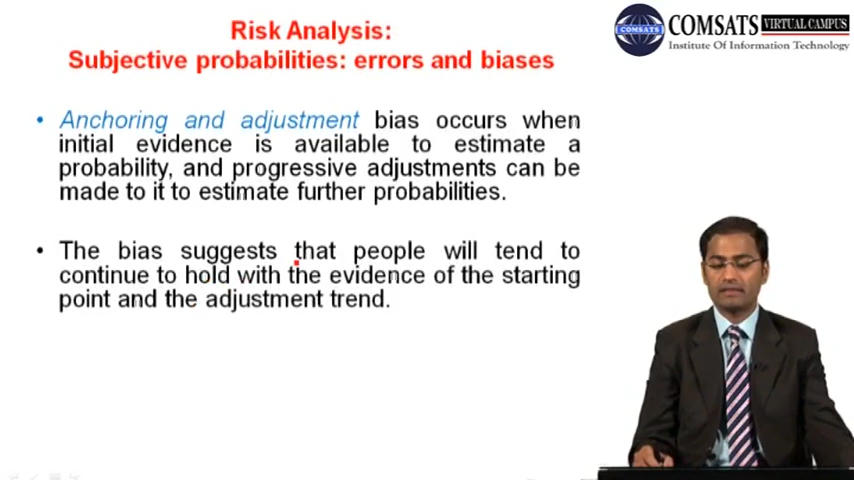 Risk Analysis:
Subjective probabilities: errors and biases
• Anchoring and adjustment bias occurs when
initial evidence is available to estimate a
probability, and progressive adjustments can be
made to it to estimate further probabilities.
• The bias suggests that people will tend to
continue to hold with the evidence of the starting
point and the adjustment trend.
COMSATS
COMSATS VIRTUAL CAMPUS
Institute Of Information Technology